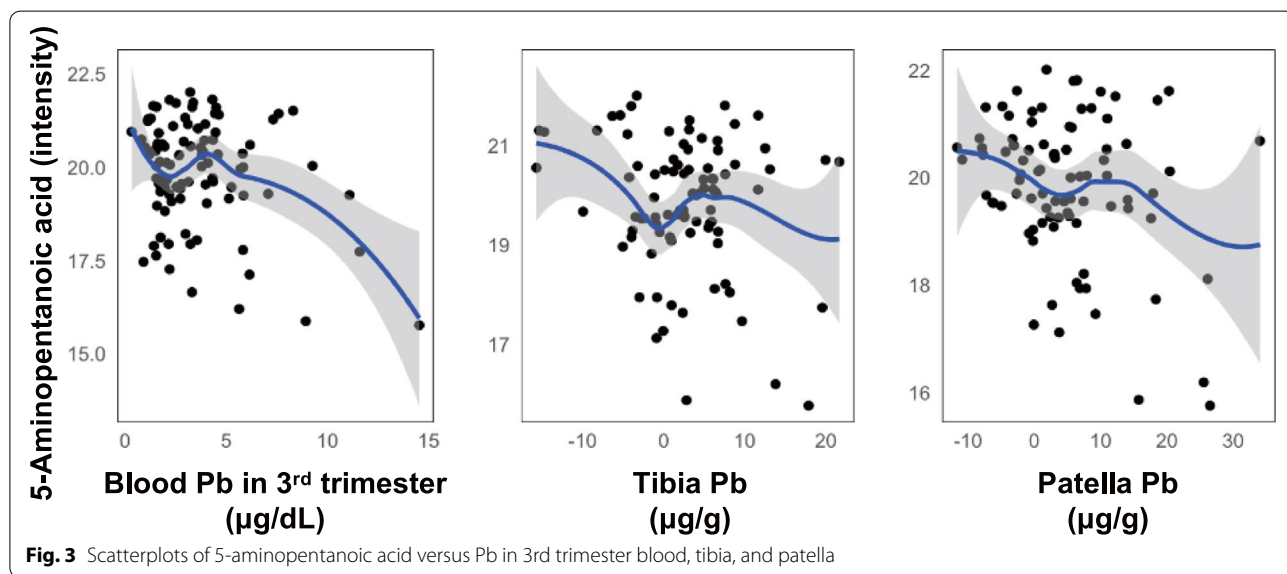 5-Aminopentanoic acid (intensity)
22.5
20.0
17.5
15.0
0 5 10 15
Blood Pb in 3rd trimester
(µg/dL)
21
19
17
-10 0 10 20
Tibia Pb
(µg/g)
22
20
18
16
-10 0 10 20 30
Patella Pb
(µg/g)
Fig. 3 Scatterplots of 5-aminopentanoic acid versus Pb in 3rd trimester blood, tibia, and patella